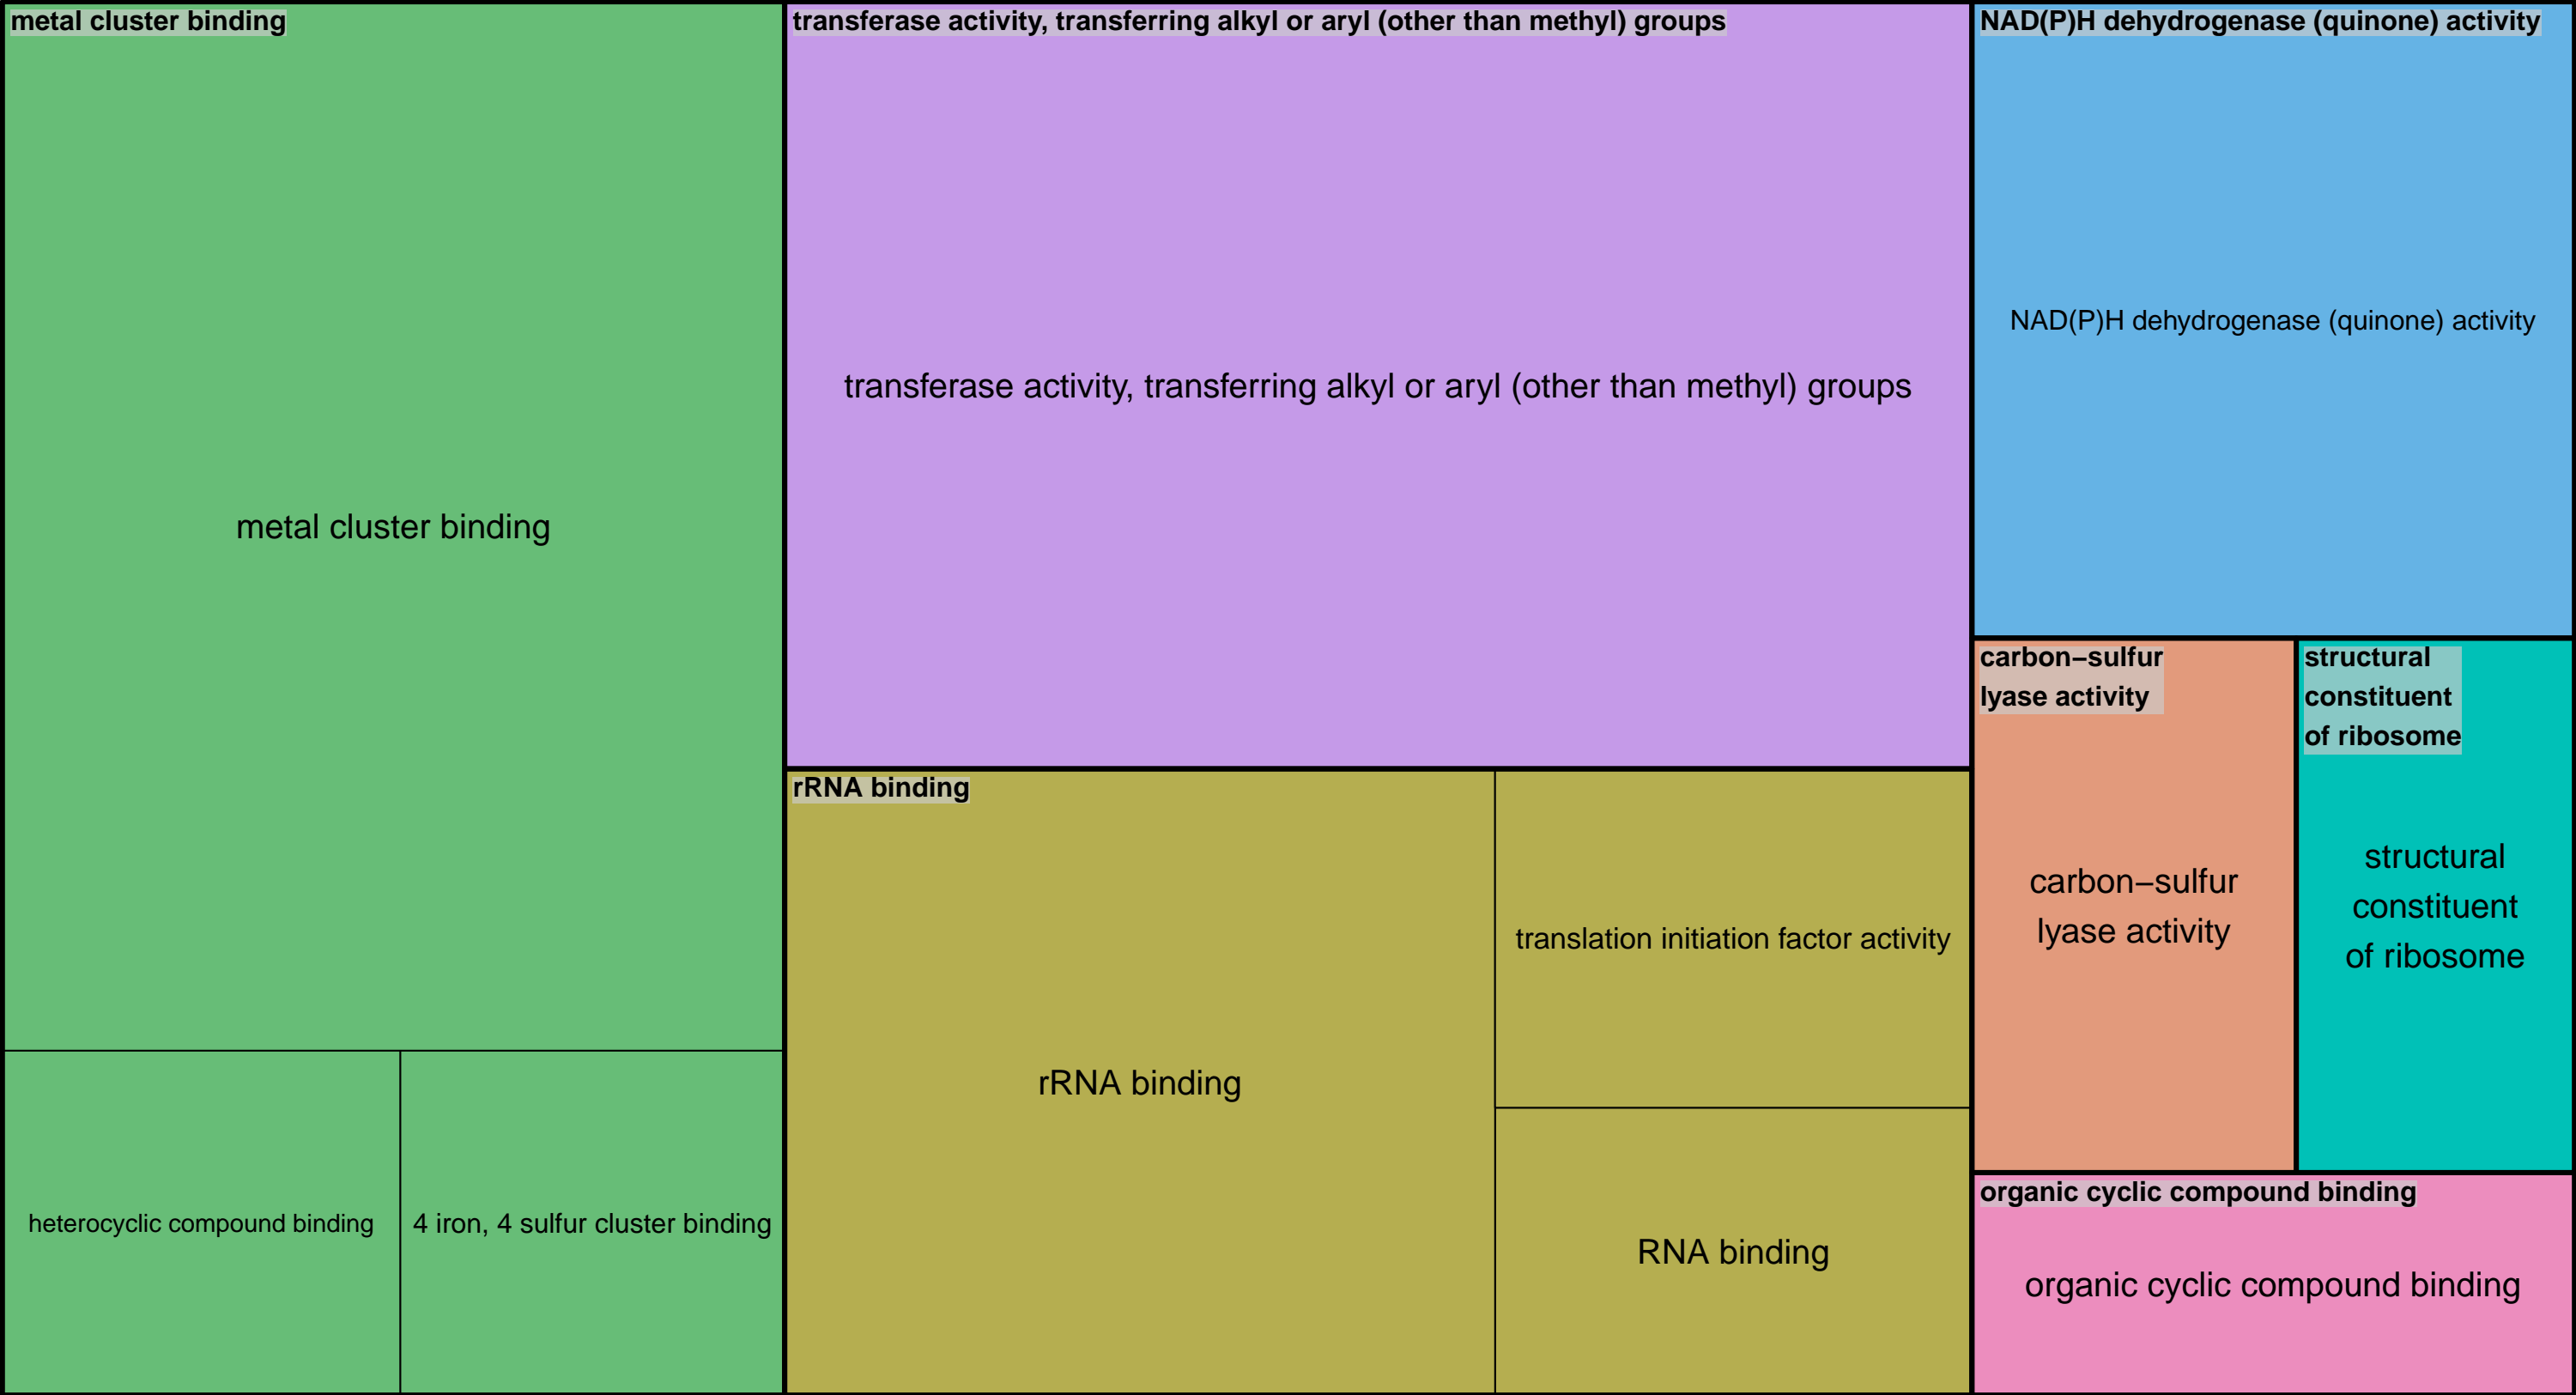 metal cluster binding
metal cluster binding
heterocyclic compound binding
4 iron, 4 sulfur cluster binding
transferase activity, transferring alkyl or aryl (other than methyl) groups
transferase activity, transferring alkyl or aryl (other than methyl) groups
rRNA binding
rRNA binding
translation initiation factor activity
RNA binding
NAD(P)H dehydrogenase (quinone) activity
NAD(P)H dehydrogenase (quinone) activity
carbon−sulfur
lyase activity
carbon−sulfur
lyase activity
structural
constituent
of ribosome
structural
constituent
of ribosome
organic cyclic compound binding
organic cyclic compound binding